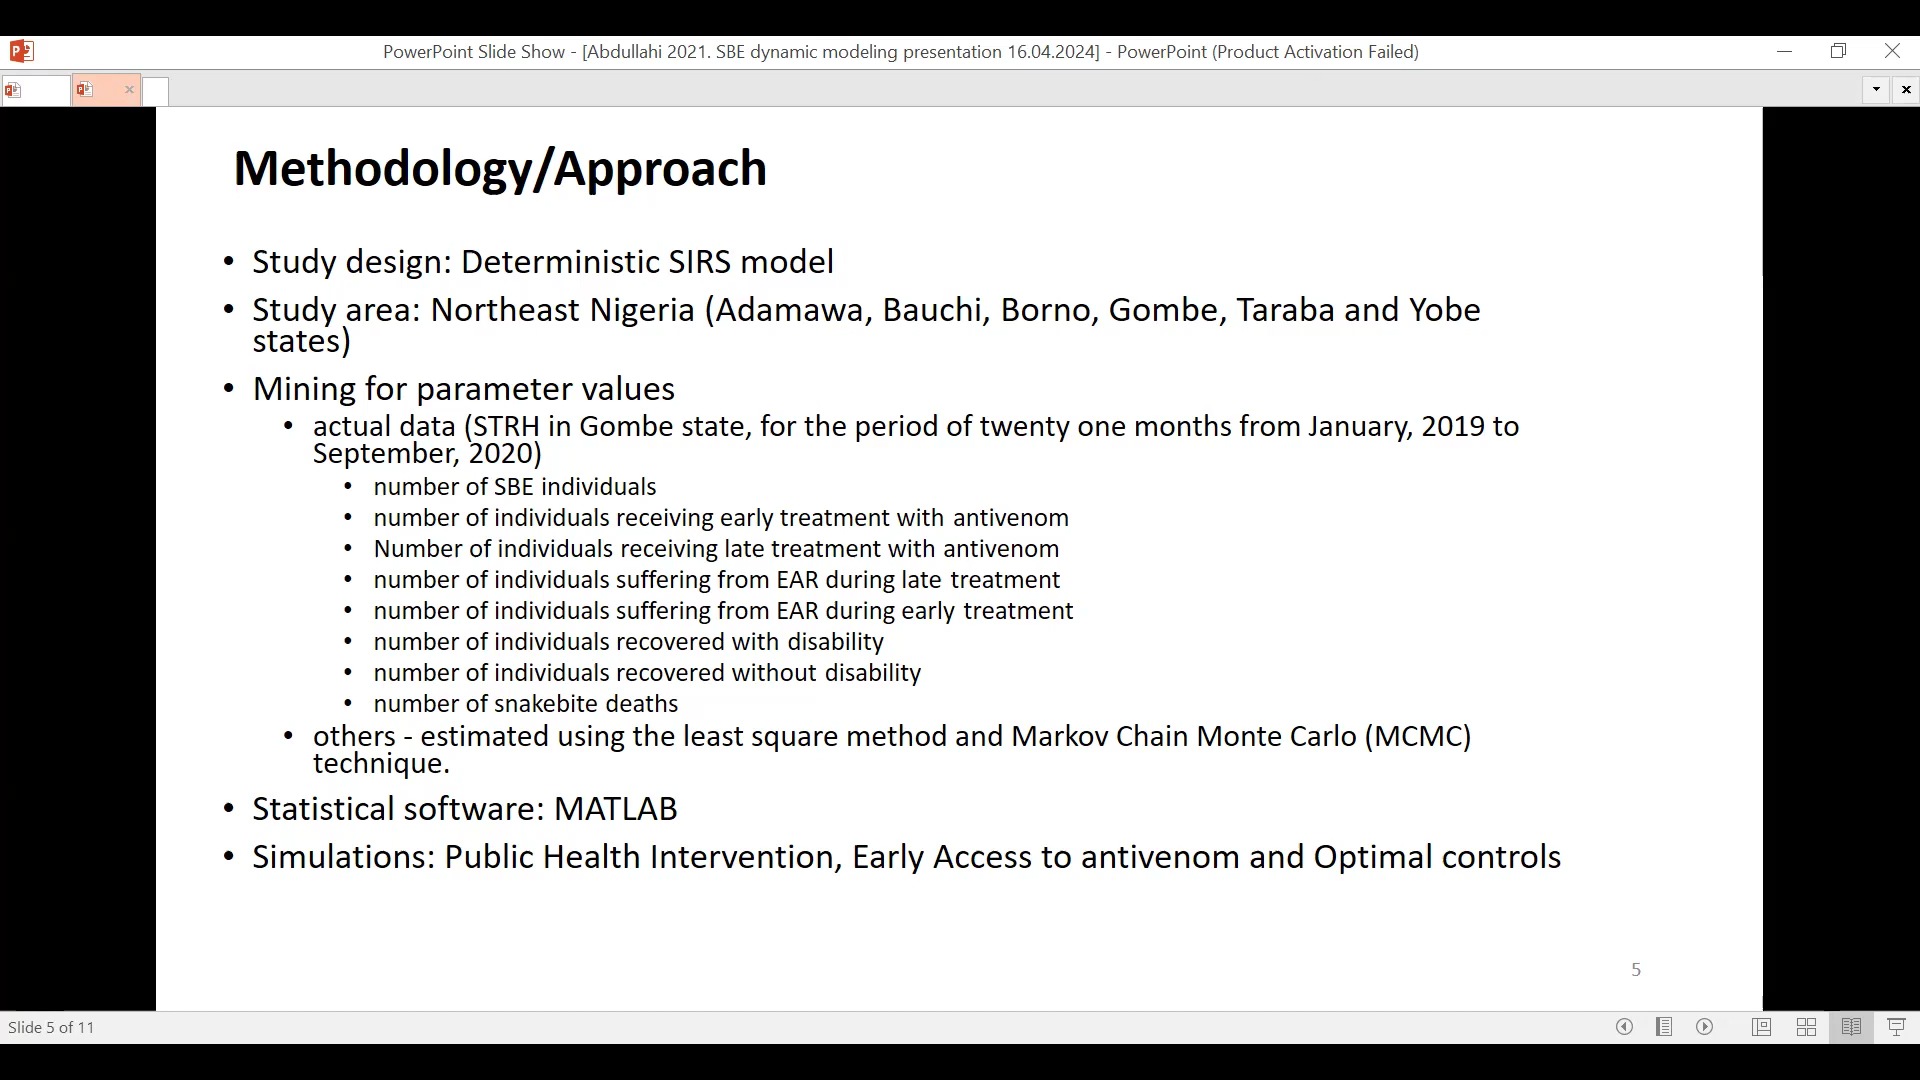 PowerPoint Slide Show - [Abdullahi 2021. SBE dynamic modeling presentation 16.04.2024] - PowerPoint (Product Activation Failed)
Methodology/Approach
• Study design: Deterministic SIRS model
• Study area: Northeast Nigeria (Adamawa, Bauchi, Borno, Gombe, Taraba and Yobe
states)
• Mining for parameter values
• actual data (STRH in Gombe state, for the period of twenty one months from January, 2019 to
September, 2020)
• number of SBE individuals
• number of individuals receiving early treatment with antivenom
• Number of individuals receiving late treatment with antivenom
• number of individuals suffering from EAR during late treatment
• number of individuals suffering from EAR during early treatment
• number of individuals recovered with disability
• number of individuals recovered without disability
• number of snakebite deaths
• others - estimated using the least square method and Markov Chain Monte Carlo (MCMC)
technique.
• Statistical software: MATLAB
• Simulations: Public Health Intervention, Early Access to antivenom and Optimal controls
5
Slide 5 of 11